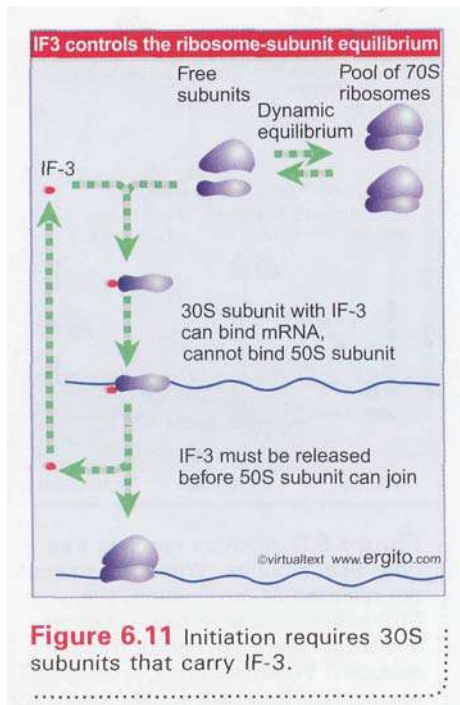 IF3 controls the ribosome-subunit equilibrium
Free
subunits
Pool of 70S
ribosomes
Dynamic
equilibrium
IF-3
30S subunit with IF-3
can bind mRNA,
cannot bind 50S subunit
IF-3 must be released
before 50S subunit can join
©virtualtext www.ergito.com
Figure 6.11 Initiation requires 30S
subunits that carry IF-3.